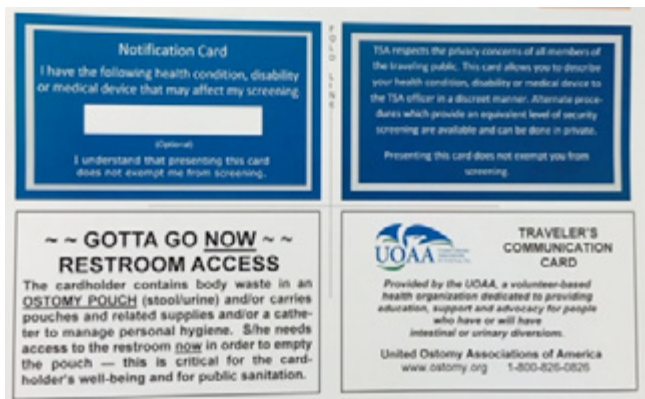 Notification Card
I have the following health condition, disability
or medical device that may affect my screening
(Optional)
I understand that presenting this card
does not exempt me from screening.
FOLD LINE
TSA respects the privacy concerns of all members of
the traveling public. This card allows you to describe
your health condition, disability or medical device to
the TSA officer in a discreet manner. Alternate proce-
dures which provide an equivalent level of security
screening are available and can be done in private.
Presenting this card does not exempt you from
screening.
~ ~ GOTTA GO NOW ~ ~
RESTROOM ACCESS
The cardholder contains body waste in an
OSTOMY POUCH (stool/urine) and/or carries
pouches and related supplies and/or a cathe-
ter to manage personal hygiene. S/he needs
access to the restroom now in order to empty
the pouch — this is critical for the card-
holder's well-being and for public sanitation.
UOAA
TRAVELER'S
COMMUNICATION
CARD
Provided by the UOAA, a volunteer-based
health organization dedicated to providing
education, support and advocacy for people
who have or will have
intestinal or urinary diversions.
United Ostomy Associations of America
www.ostomy.org 1-800-826-0826